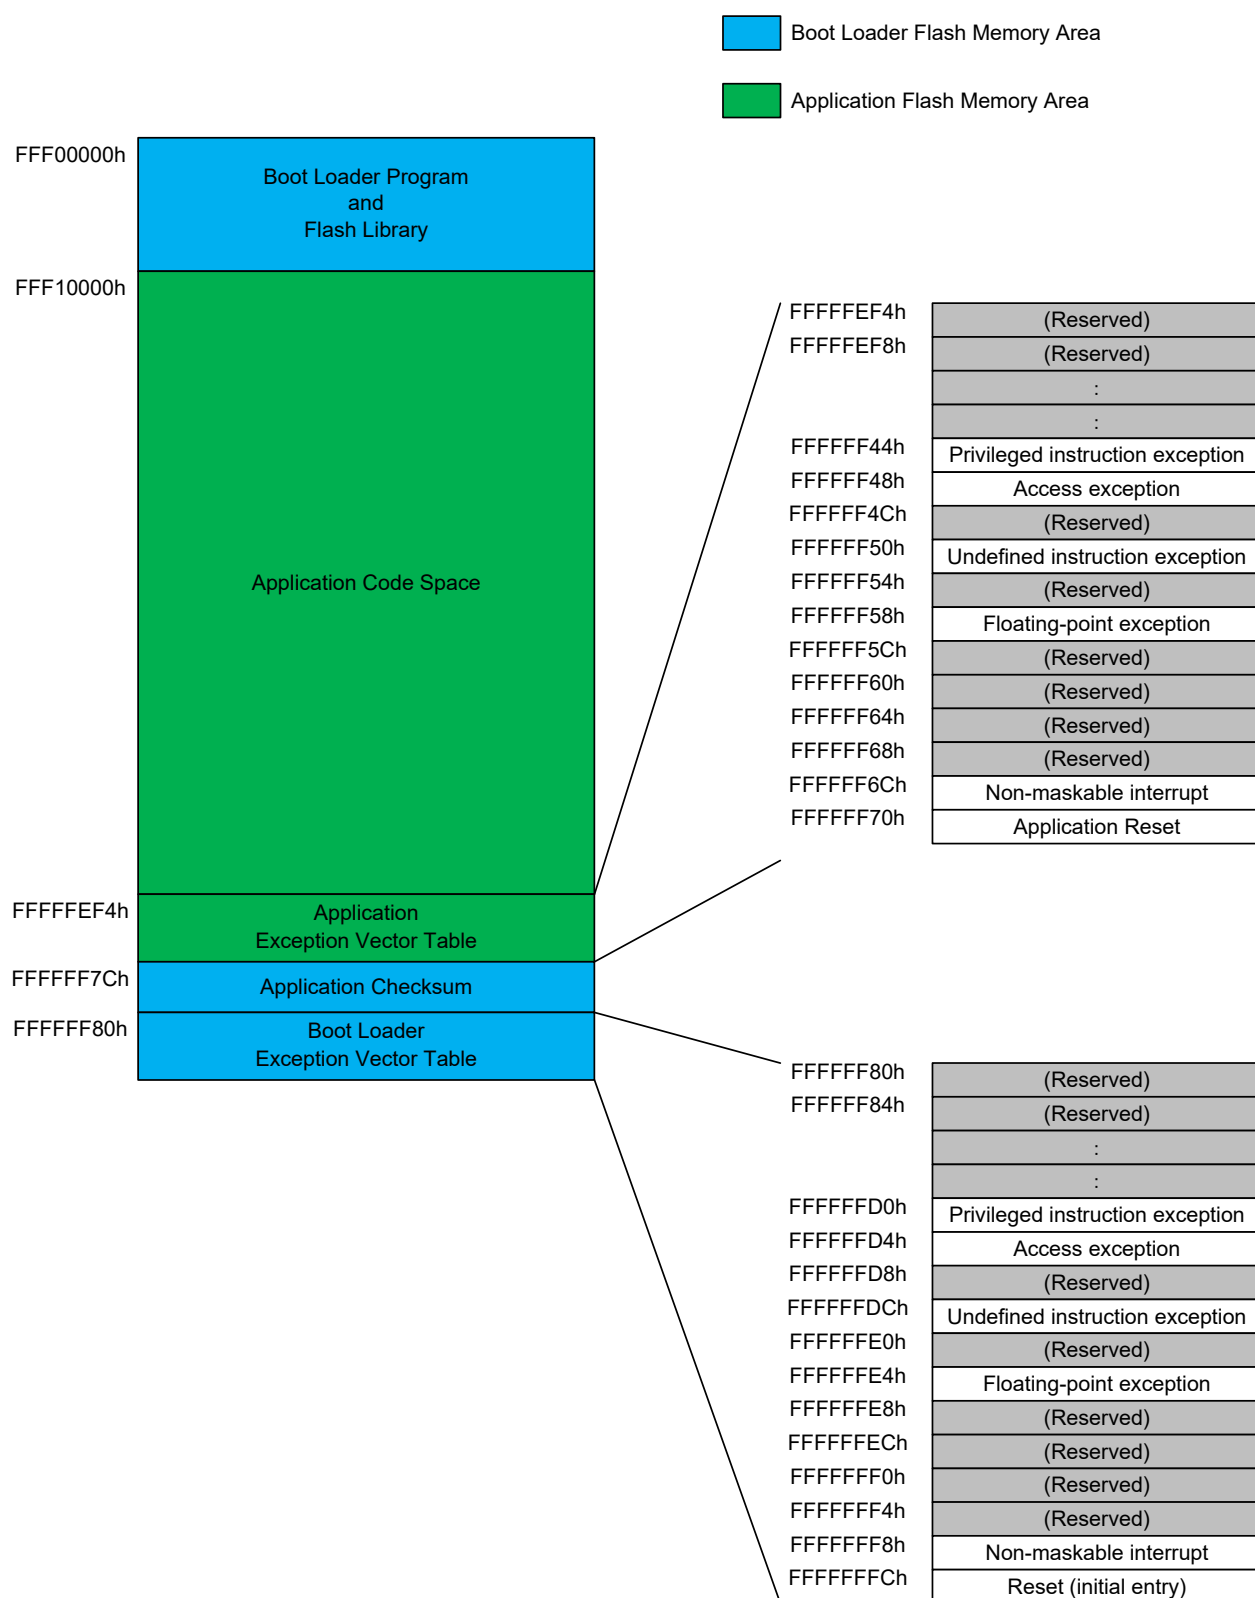 Boot Loader Flash Memory Area
Application Flash Memory Area
FFF00000h
Boot Loader Program
and
Flash Library
FFF10000h
Application Code Space
FFFFFEF4h
Application
Exception Vector Table
FFFFFF7Ch
Application Checksum
FFFFFF80h
Boot Loader
Exception Vector Table
FFFFFEF4h (Reserved)
FFFFFEF8h (Reserved)
:
:
FFFFFF44h Privileged instruction exception
FFFFFF48h Access exception
FFFFFF4Ch (Reserved)
FFFFFF50h Undefined instruction exception
FFFFFF54h (Reserved)
FFFFFF58h Floating-point exception
FFFFFF5Ch (Reserved)
FFFFFF60h (Reserved)
FFFFFF64h (Reserved)
FFFFFF68h (Reserved)
FFFFFF6Ch Non-maskable interrupt
FFFFFF70h Application Reset
FFFFFF80h (Reserved)
FFFFFF84h (Reserved)
:
:
FFFFFFD0h Privileged instruction exception
FFFFFFD4h Access exception
FFFFFFD8h (Reserved)
FFFFFFDCh Undefined instruction exception
FFFFFFE0h (Reserved)
FFFFFFE4h Floating-point exception
FFFFFFE8h (Reserved)
FFFFFFECh (Reserved)
FFFFFFF0h (Reserved)
FFFFFFF4h (Reserved)
FFFFFFF8h Non-maskable interrupt
FFFFFFFCh Reset (initial entry)